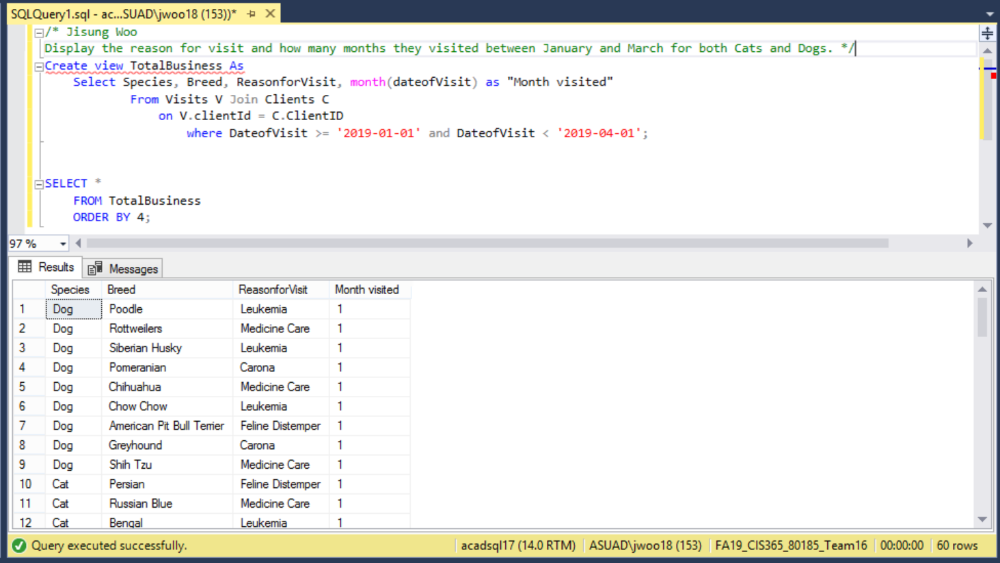 SQLQuery1.sql - ac...SUAD\jwoo18 (153))*
/* Jisung Woo
Display the reason for visit and how many months they visited between January and March for both Cats and Dogs. */
Create view TotalBusiness As
Select Species, Breed, ReasonforVisit, month(dateofVisit) as "Month visited"
From Visits V Join Clients C
on V.clientId = C.ClientID
where DateofVisit >= '2019-01-01' and DateofVisit < '2019-04-01';
SELECT *
FROM TotalBusiness
ORDER BY 4;
97 %
Results Messages
Species Breed ReasonforVisit Month visited
1 Dog Poodle Leukemia 1
2 Dog Rottweilers Medicine Care 1
3 Dog Siberian Husky Leukemia 1
4 Dog Pomeranian Carona 1
5 Dog Chihuahua Medicine Care 1
6 Dog Chow Chow Leukemia 1
7 Dog American Pit Bull Terrier Feline Distemper 1
8 Dog Greyhound Carona 1
9 Dog Shih Tzu Medicine Care 1
10 Cat Persian Feline Distemper 1
11 Cat Russian Blue Medicine Care 1
12 Cat Bengal Leukemia 1
Query executed successfully. acadsql17 (14.0 RTM) ASUAD\jwoo18 (153) FA19_CIS365_80185_Team16 00:00:00 60 rows